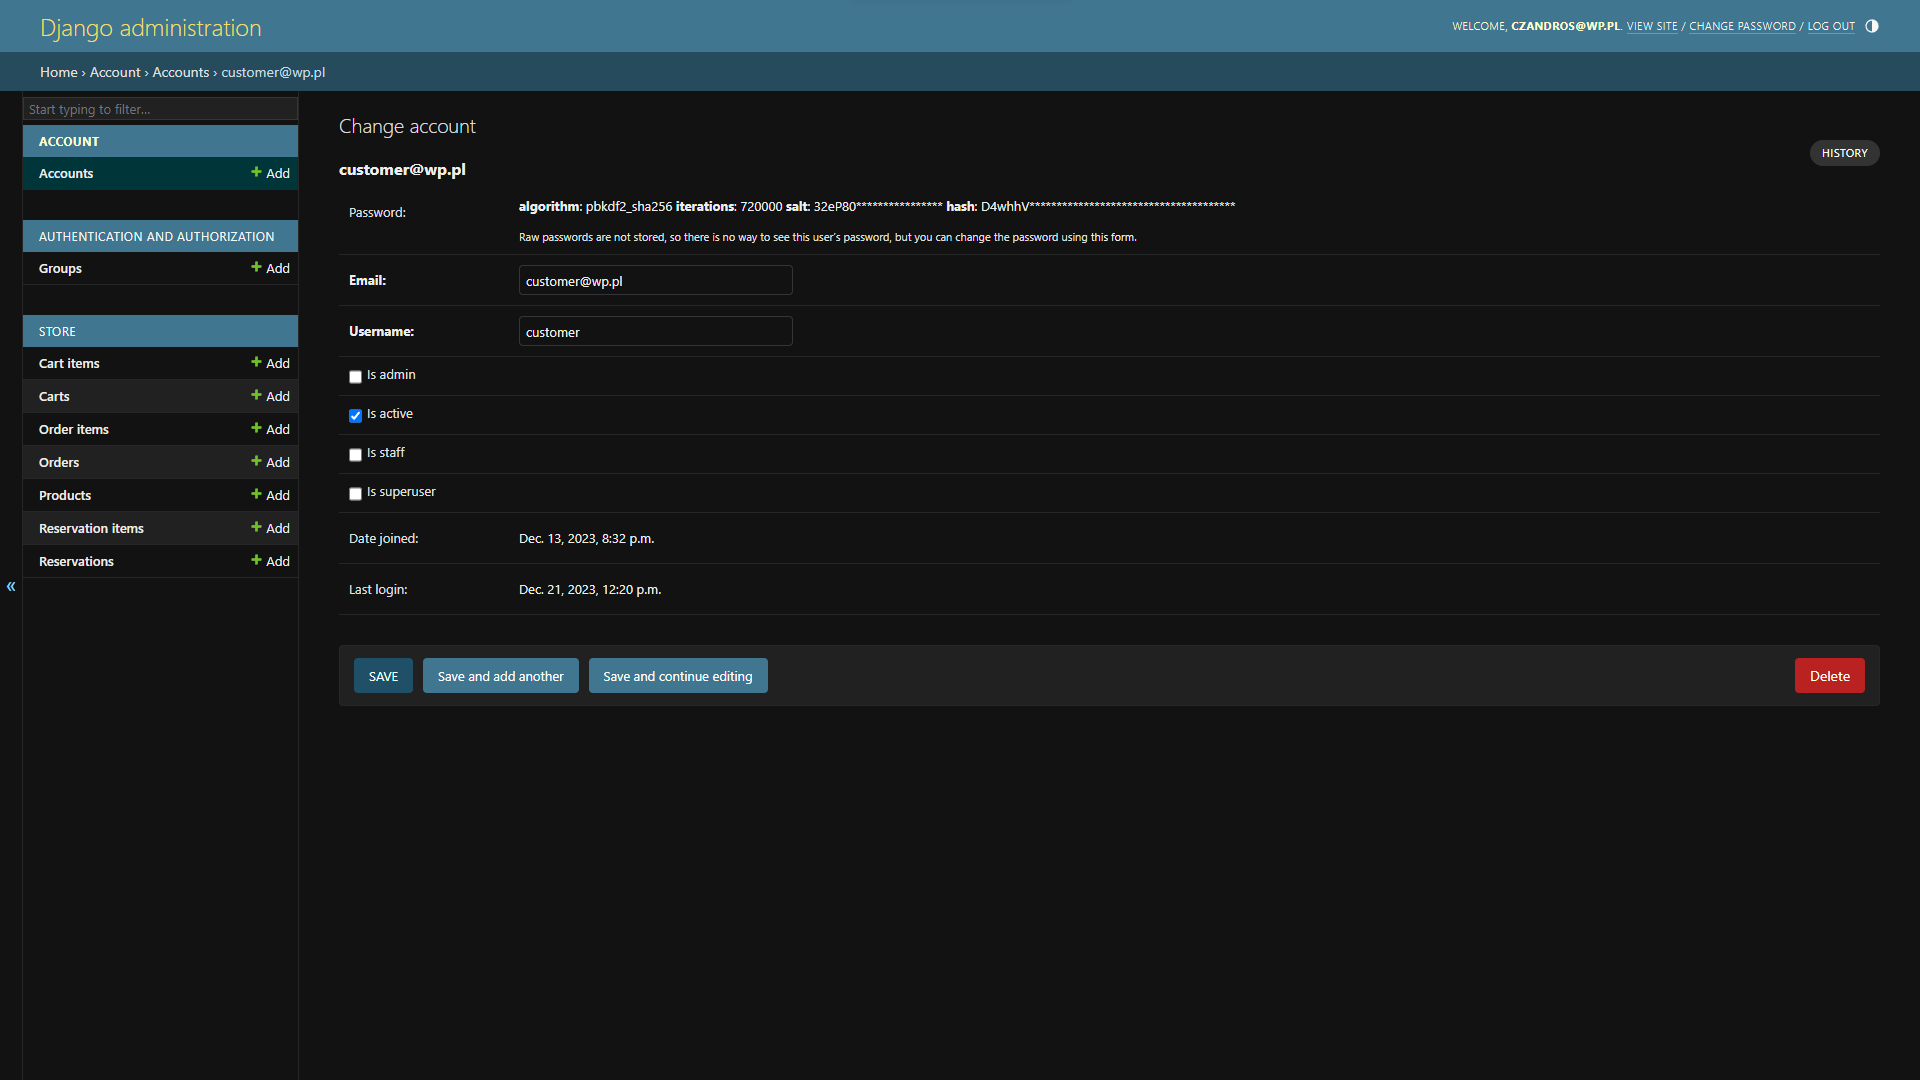 Django administration
WELCOME, CZANDROS@WP.PL. VIEW SITE / CHANGE PASSWORD / LOG OUT
Home › Account › Accounts › customer@wp.pl
Start typing to filter...
ACCOUNT
Accounts + Add
AUTHENTICATION AND AUTHORIZATION
Groups + Add
STORE
Cart items + Add
Carts + Add
Order items + Add
Orders + Add
Products + Add
Reservation items + Add
Reservations + Add
«
Change account
HISTORY
customer@wp.pl
Password: algorithm: pbkdf2_sha256 iterations: 720000 salt: 32eP80**************** hash: D4whhV**************************************
Raw passwords are not stored, so there is no way to see this user's password, but you can change the password using this form.
Email: customer@wp.pl
Username: customer
Is admin
Is active
Is staff
Is superuser
Date joined: Dec. 13, 2023, 8:32 p.m.
Last login: Dec. 21, 2023, 12:20 p.m.
SAVE Save and add another Save and continue editing Delete